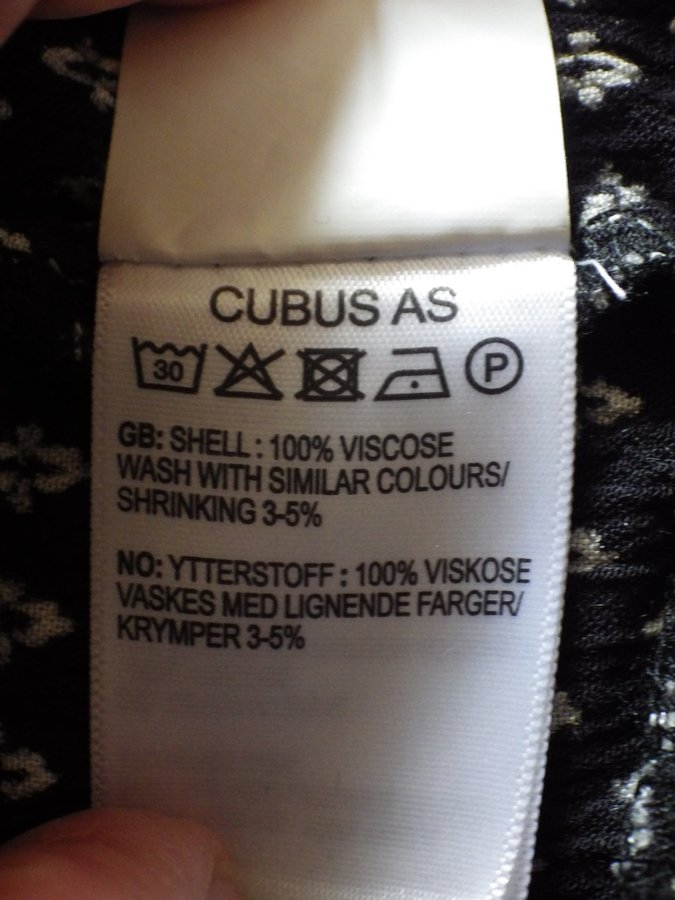 CUBUS AS
30
P
GB: SHELL : 100% VISCOSE
WASH WITH SIMILAR COLOURS/
SHRINKING 3-5%
NO: YTTERSTOFF : 100% VISKOSE
VASKES MED LIGNENDE FARGER/
KRYMPER 3-5%